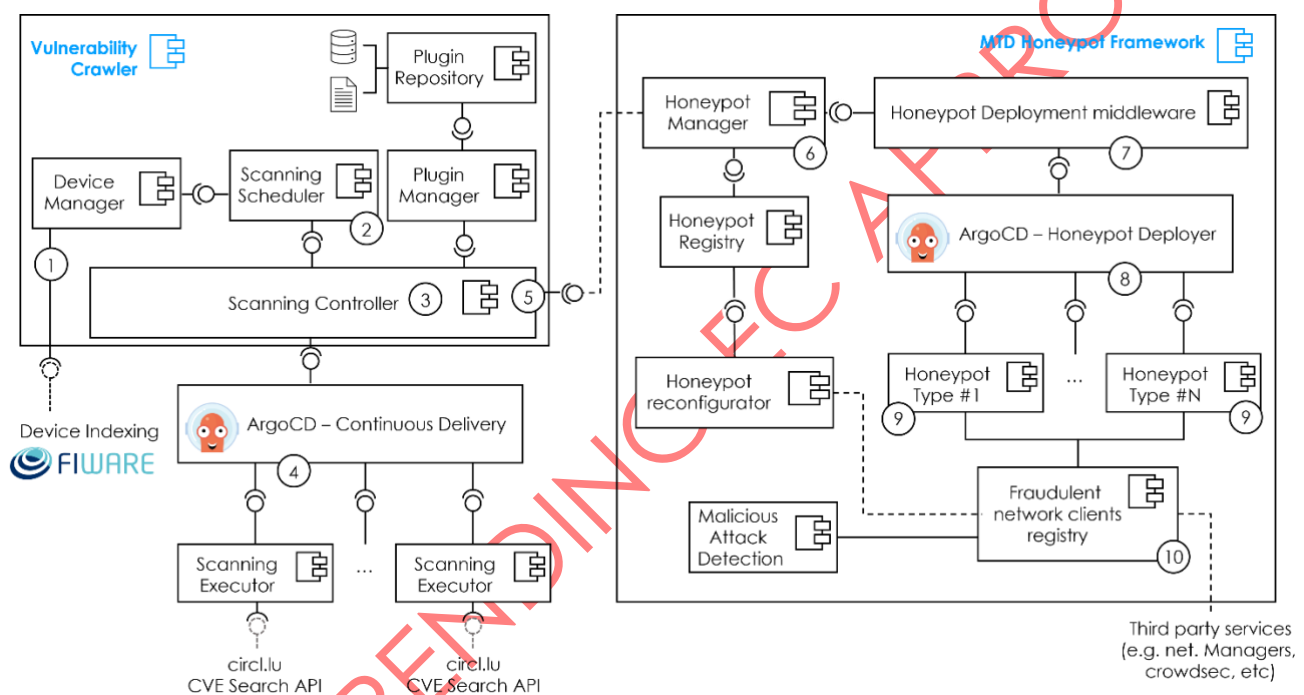 Vulnerability
Crawler
Plugin
Repository
Device
Manager
Scanning
Scheduler
2
Plugin
Manager
1
Scanning Controller
3
5
ArgoCD – Continuous Delivery
4
Device Indexing
FIWARE
Scanning
Executor
...
Scanning
Executor
circl.lu
CVE Search API
circl.lu
CVE Search API
MTD Honeypot Framework
Honeypot
Manager
6
Honeypot Deployment middleware
7
Honeypot
Registry
ArgoCD – Honeypot Deployer
8
Honeypot
reconfigurator
Honeypot
Type #1
9
...
Honeypot
Type #N
9
Malicious
Attack
Detection
Fraudulent
network clients
registry
10
Third party services
(e.g. net. Managers,
crowdsec, etc)